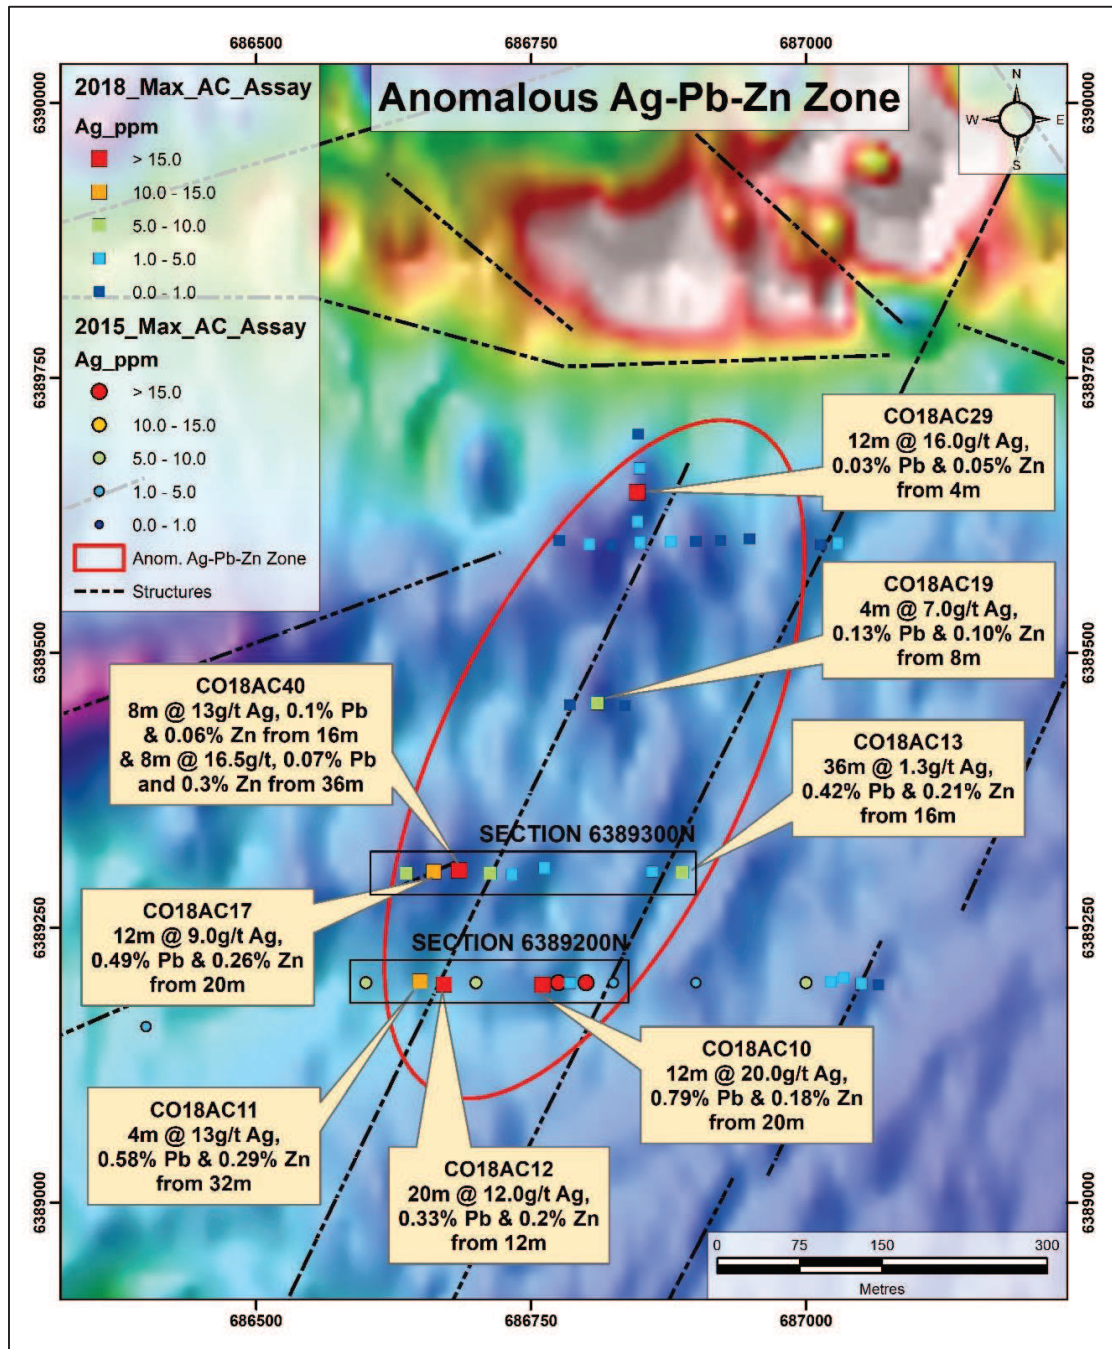 686500
686750
687000
6390000
6389750
6389500
6389250
6389000
6390000
6389750
6389500
6389250
6389000
2018_Max_AC_Assay
Ag_ppm
> 15.0
10.0 - 15.0
5.0 - 10.0
1.0 - 5.0
0.0 - 1.0
2015_Max_AC_Assay
Ag_ppm
> 15.0
10.0 - 15.0
5.0 - 10.0
1.0 - 5.0
0.0 - 1.0
Anom. Ag-Pb-Zn Zone
Structures
Anomalous Ag-Pb-Zn Zone
N
W
E
S
CO18AC29
12m @ 16.0g/t Ag,
0.03% Pb & 0.05% Zn
from 4m
CO18AC19
4m @ 7.0g/t Ag,
0.13% Pb & 0.10% Zn
from 8m
CO18AC40
8m @ 13g/t Ag, 0.1% Pb
& 0.06% Zn from 16m
& 8m @ 16.5g/t, 0.07% Pb
and 0.3% Zn from 36m
CO18AC13
36m @ 1.3g/t Ag,
0.42% Pb & 0.21% Zn
from 16m
SECTION 6389300N
CO18AC17
12m @ 9.0g/t Ag,
0.49% Pb & 0.26% Zn
from 20m
SECTION 6389200N
CO18AC10
12m @ 20.0g/t Ag,
0.79% Pb & 0.18% Zn
from 20m
CO18AC11
4m @ 13g/t Ag,
0.58% Pb & 0.29% Zn
from 32m
CO18AC12
20m @ 12.0g/t Ag,
0.33% Pb & 0.2% Zn
from 12m
0 75 150 300
Metres
686500
686750
687000